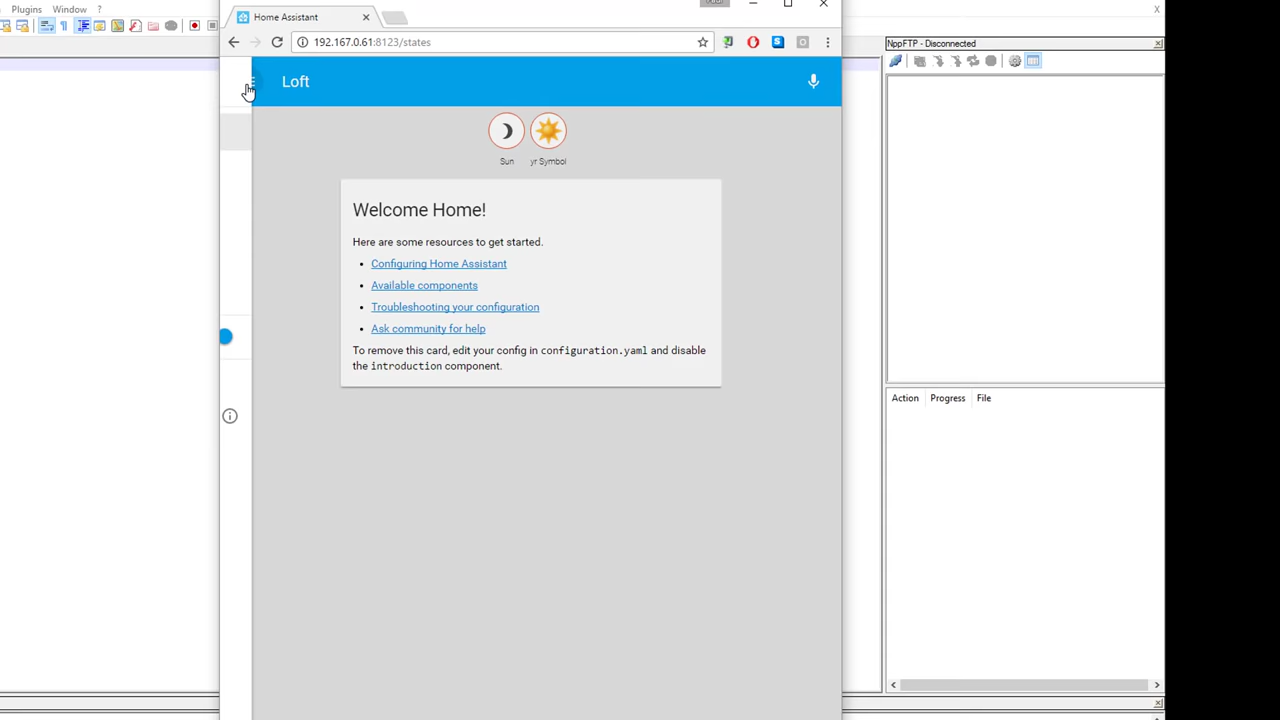 Plugins Window ?
Home Assistant
192.167.0.61:8123/states
NppFTP - Disconnected
Loft
Sun
yr Symbol
Welcome Home!
Here are some resources to get started.
Configuring Home Assistant
Available components
Troubleshooting your configuration
Ask community for help
To remove this card, edit your config in configuration.yaml and disable
the introduction component.
Action Progress File